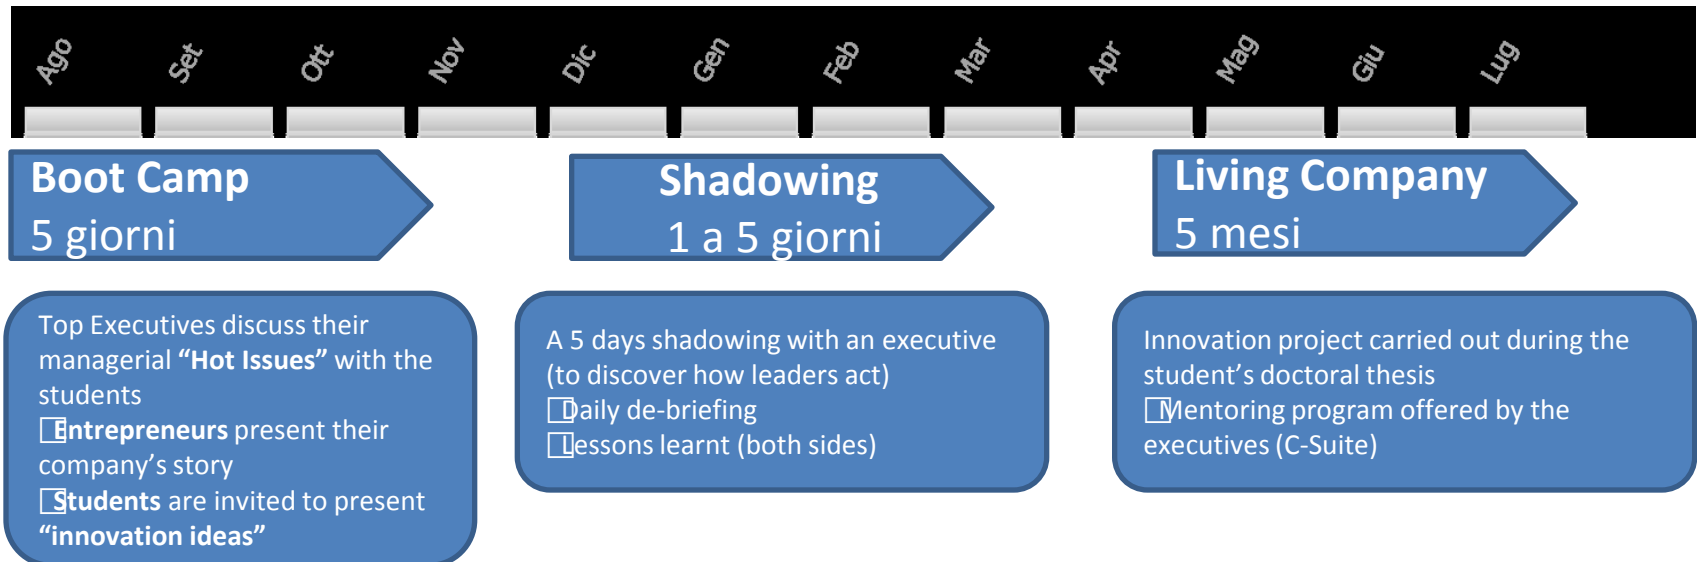 Ago Set Ott Nov Dic Gen Feb Mar Apr Mag Giu Lug
Boot Camp
5 giorni
Shadowing
1 a 5 giorni
Living Company
5 mesi
Top Executives discuss their
managerial “Hot Issues” with the
students
Entrepreneurs present their
company’s story
Students are invited to present
“innovation ideas”
A 5 days shadowing with an executive
(to discover how leaders act)
Daily de-briefing
Lessons learnt (both sides)
Innovation project carried out during the
student’s doctoral thesis
Mentoring program offered by the
executives (C-Suite)